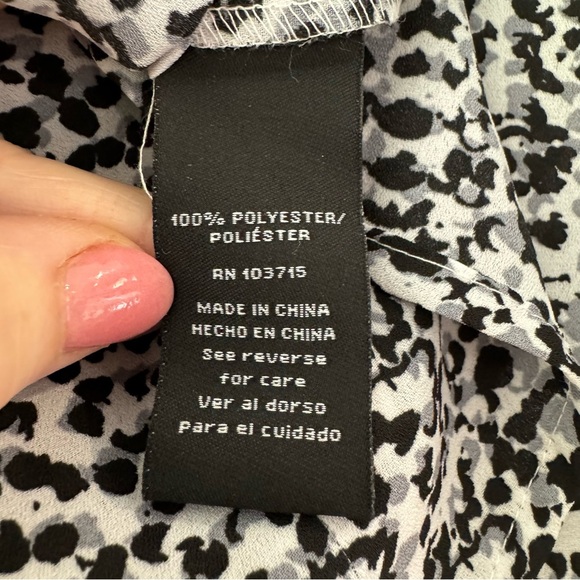 100% POLYESTER/
POLIÉSTER
RN 103715
MADE IN CHINA
HECHO EN CHINA
See reverse
for care
Ver al dorso
Para el cuidado